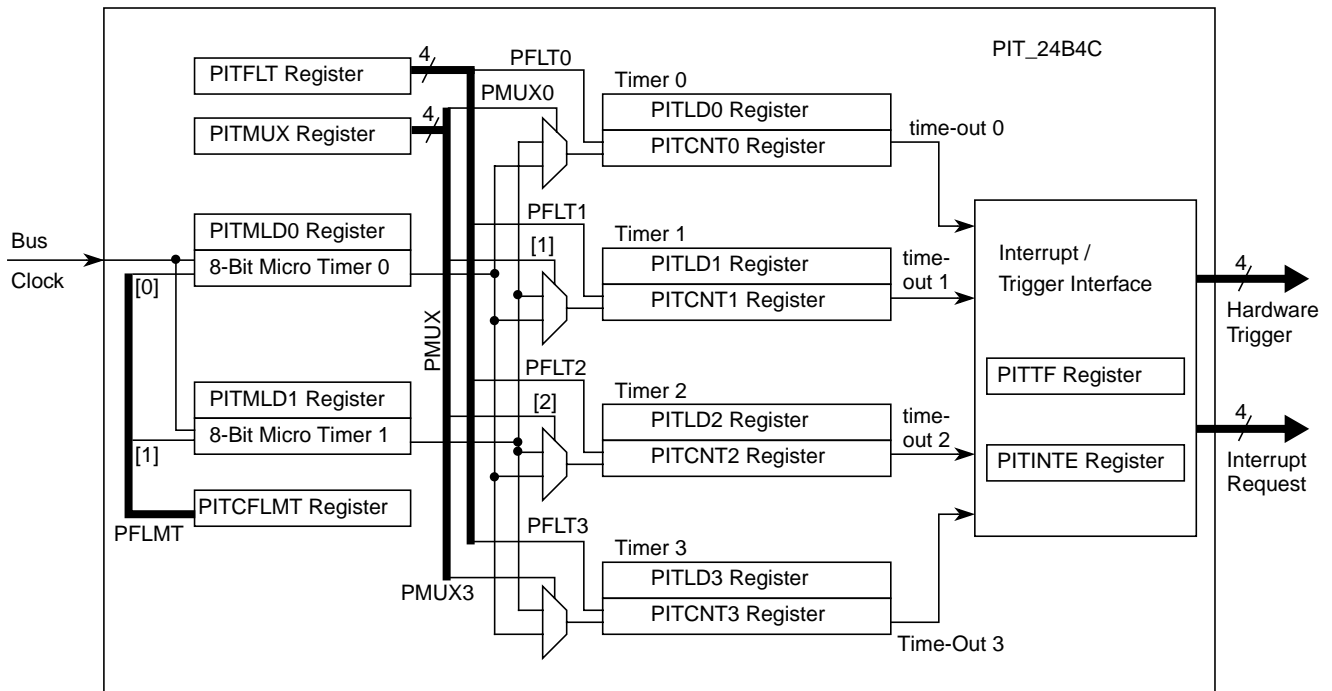 PIT_24B4C
PITFLT Register
4
PFLT0
Timer 0
PITLD0 Register
PITCNT0 Register
time-out 0
PITMUX Register
4
PMUX0
Bus
Clock
PITMLD0 Register
8-Bit Micro Timer 0
[0]
PFLT1
[1]
Timer 1
PITLD1 Register
PITCNT1 Register
time-
out 1
Interrupt /
Trigger Interface
4
Hardware
Trigger
PMUX
PITMLD1 Register
8-Bit Micro Timer 1
[1]
PFLT2
[2]
Timer 2
PITLD2 Register
PITCNT2 Register
time-
out 2
PITTF Register
PITINTE Register
4
Interrupt
Request
PITCFLMT Register
PFLMT
PFLT3
PMUX3
Timer 3
PITLD3 Register
PITCNT3 Register
Time-Out 3